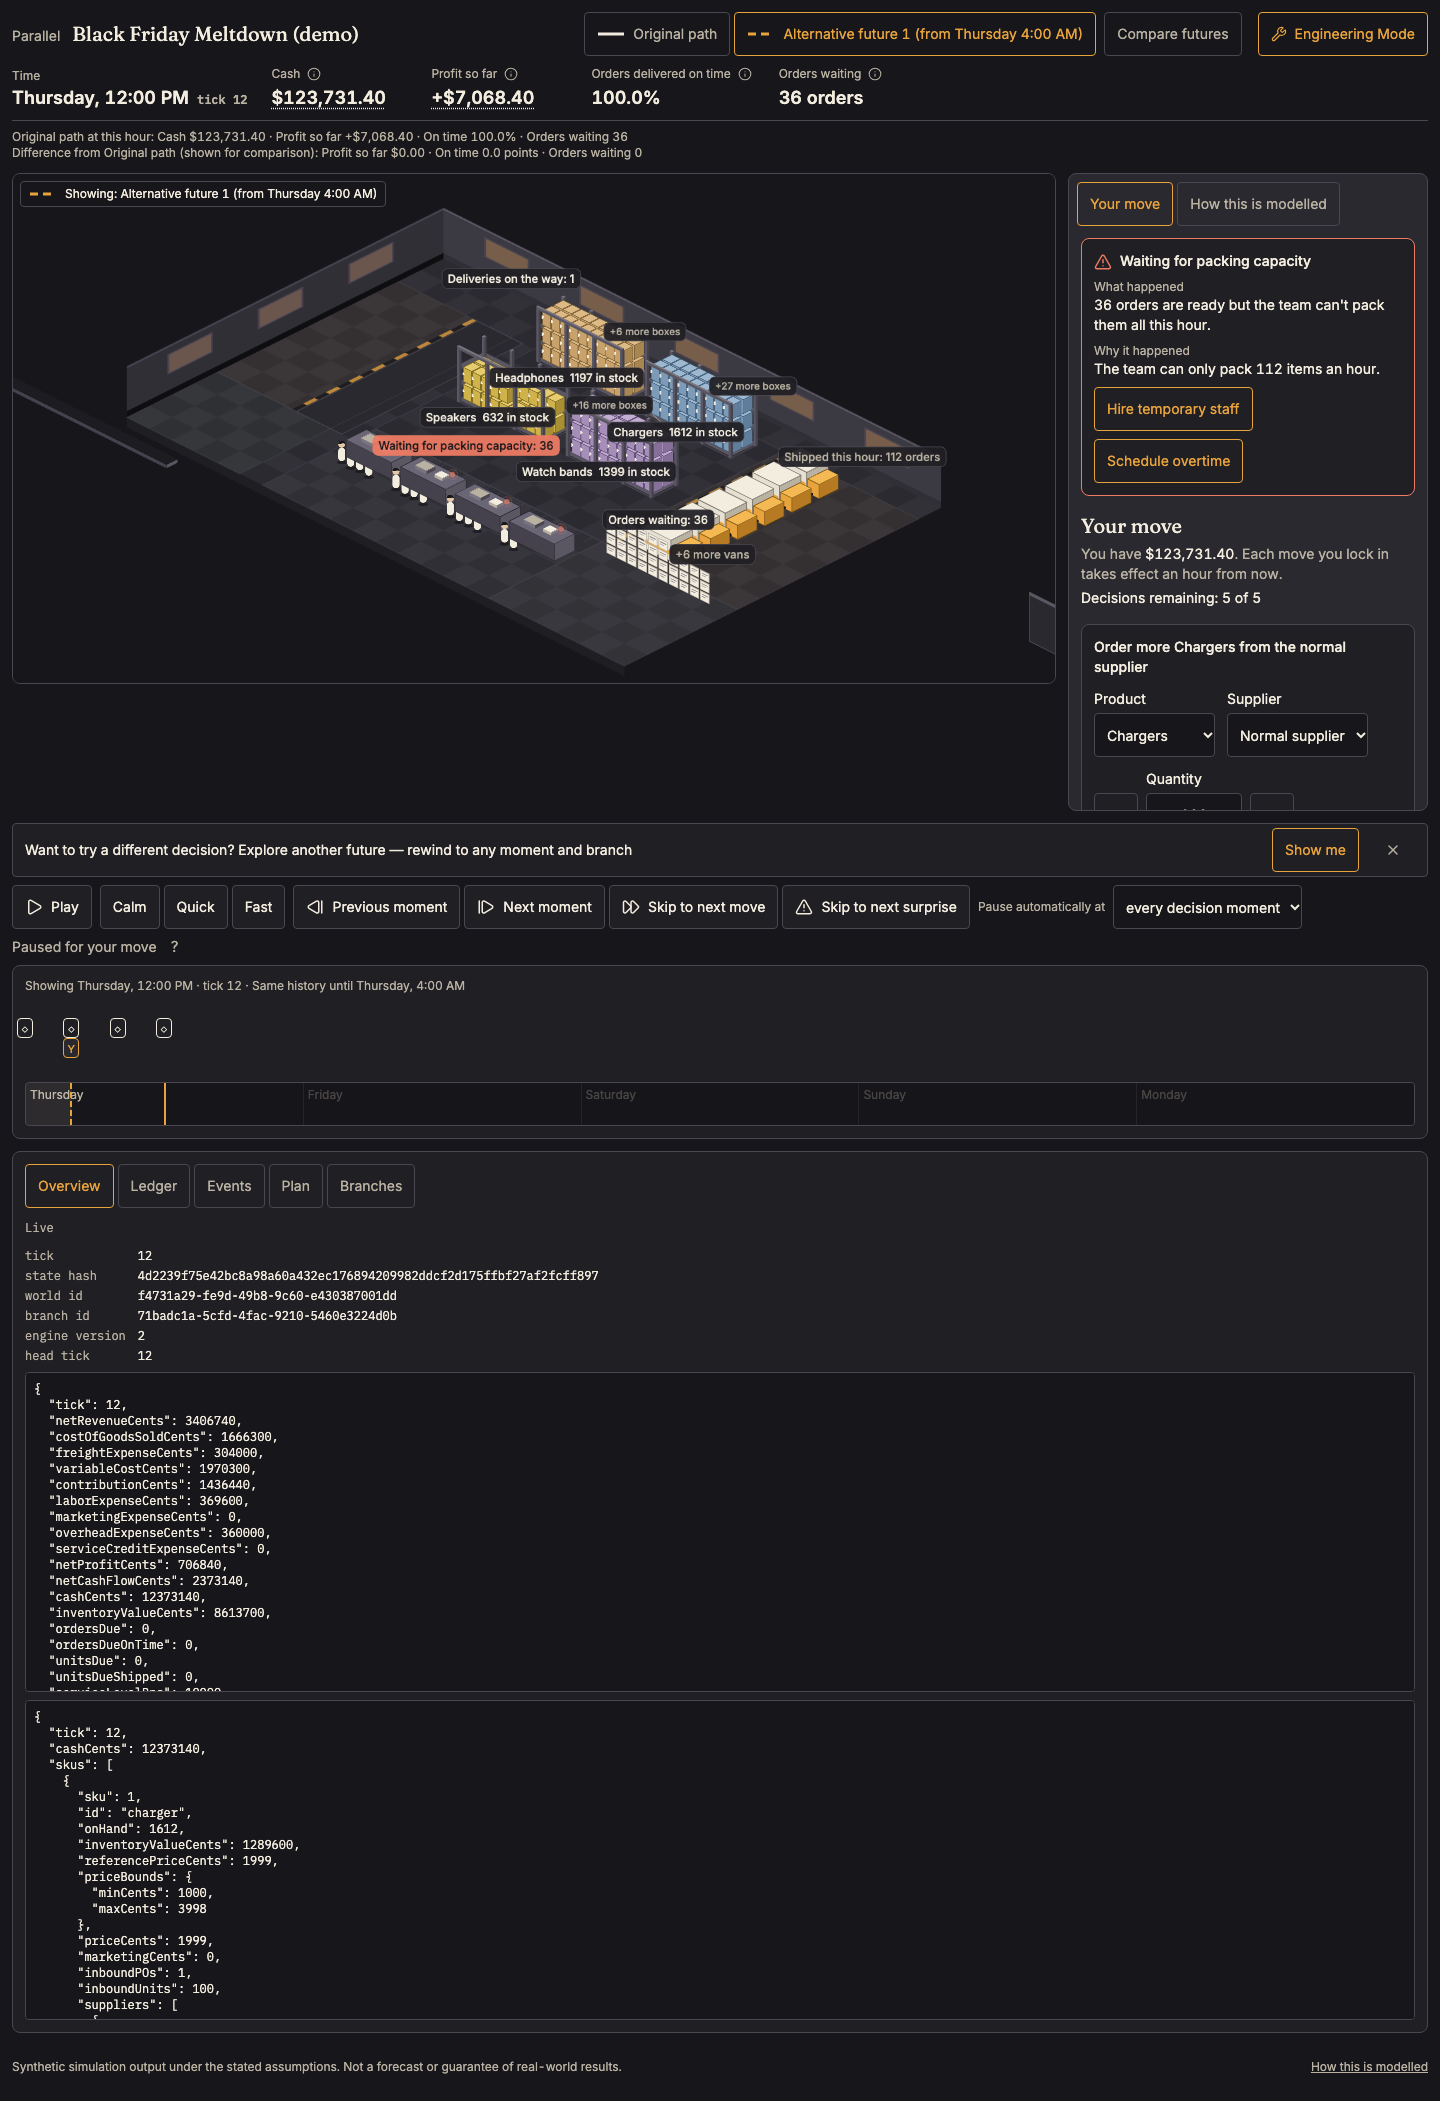 Parallel Black Friday Meltdown (demo)
Original path
Alternative future 1 (from Thursday 4:00 AM)
Compare futures
Engineering Mode
Time
Thursday, 12:00 PM tick 12
Cash
$123,731.40
Profit so far
+$7,068.40
Orders delivered on time
100.0%
Orders waiting
36 orders
Original path at this hour: Cash $123,731.40 · Profit so far +$7,068.40 · On time 100.0% · Orders waiting 36
Difference from Original path (shown for comparison): Profit so far $0.00 · On time 0.0 points · Orders waiting 0
Showing: Alternative future 1 (from Thursday 4:00 AM)
Deliveries on the way: 1
+6 more boxes
Headphones 1197 in stock
+27 more boxes
+16 more boxes
Speakers 632 in stock
Chargers 1612 in stock
Waiting for packing capacity: 36
Shipped this hour: 112 orders
Watch bands 1399 in stock
Orders waiting: 36
+6 more vans
Your move
How this is modelled
Waiting for packing capacity
What happened
36 orders are ready but the team can't pack
them all this hour.
Why it happened
The team can only pack 112 items an hour.
Hire temporary staff
Schedule overtime
Your move
You have $123,731.40. Each move you lock in
takes effect an hour from now.
Decisions remaining: 5 of 5
Order more Chargers from the normal
supplier
Product
Supplier
Chargers
Normal supplier
Quantity
Want to try a different decision? Explore another future — rewind to any moment and branch
Show me
Play
Calm
Quick
Fast
Previous moment
Next moment
Skip to next move
Skip to next surprise
Pause automatically at
every decision moment
Paused for your move ?
Showing Thursday, 12:00 PM · tick 12 · Same history until Thursday, 4:00 AM
Y
Thursday
Friday
Saturday
Sunday
Monday
Overview
Ledger
Events
Plan
Branches
Live
tick 12
state hash 4d2239f75e42bc8a98a60a432ec176894209982ddcf2d175ffbf27af2fcff897
world id f4731a29-fe9d-49b8-9c60-e430387001dd
branch id 71badc1a-5cfd-4fac-9210-5460e3224d0b
engine version 2
head tick 12
{
"tick": 12,
"netRevenueCents": 3406740,
"costOfGoodsSoldCents": 1666300,
"freightExpenseCents": 304000,
"variableCostCents": 1970300,
"contributionCents": 1436440,
"laborExpenseCents": 369600,
"marketingExpenseCents": 0,
"overheadExpenseCents": 360000,
"serviceCreditExpenseCents": 0,
"netProfitCents": 706840,
"netCashFlowCents": 2373140,
"cashCents": 12373140,
"inventoryValueCents": 8613700,
"ordersDue": 0,
"ordersDueOnTime": 0,
"unitsDue": 0,
"unitsDueShipped": 0,
{
"tick": 12,
"cashCents": 12373140,
"skus": [
{
"sku": 1,
"id": "charger",
"onHand": 1612,
"inventoryValueCents": 1289600,
"referencePriceCents": 1999,
"priceBounds": {
"minCents": 1000,
"maxCents": 3998
},
"priceCents": 1999,
"marketingCents": 0,
"inboundPOs": 1,
"inboundUnits": 100,
"suppliers": [
Synthetic simulation output under the stated assumptions. Not a forecast or guarantee of real-world results.
How this is modelled